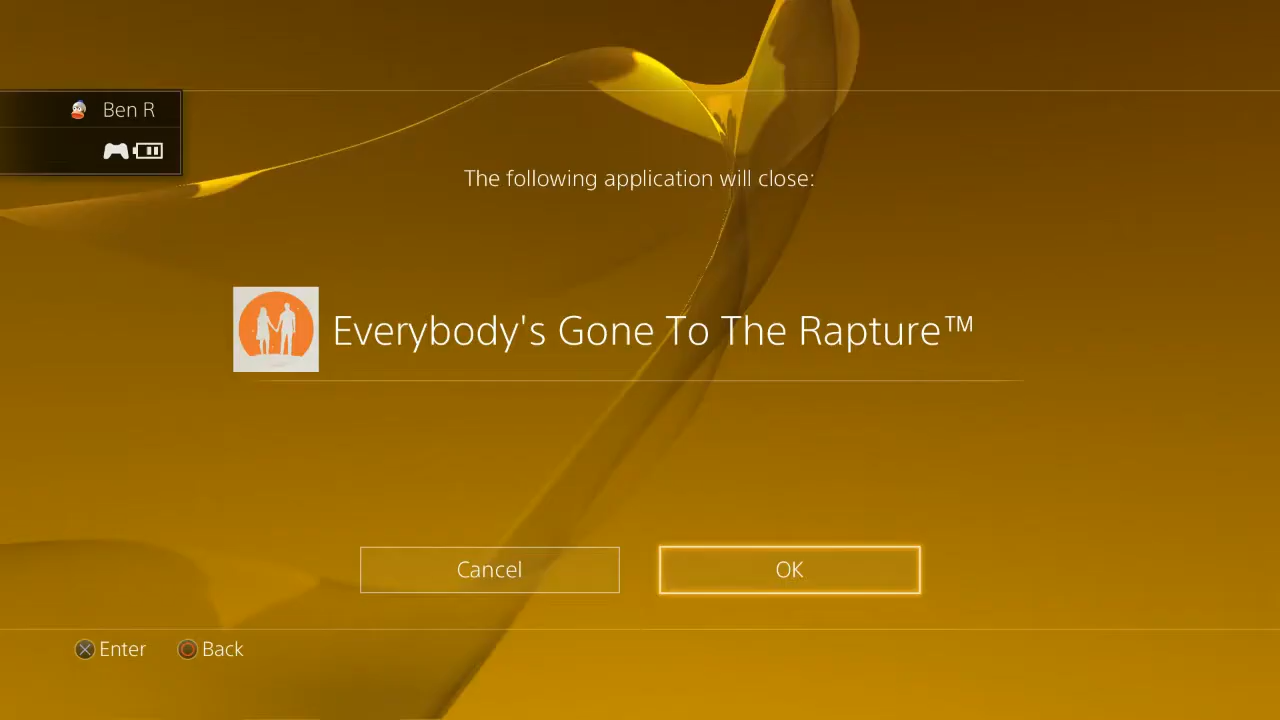 Ben R
The following application will close:
Everybody's Gone To The Rapture™
Cancel
OK
Enter
Back